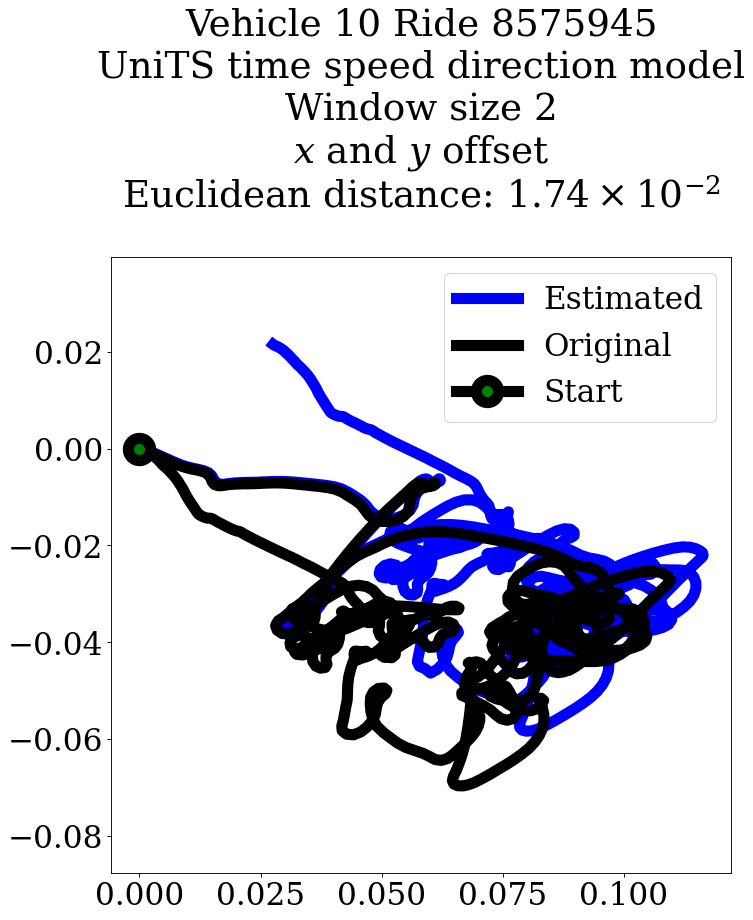 Vehicle 10 Ride 8575945
UniTS time speed direction model
Window size 2
x and y offset
Euclidean distance: 1.74 × 10⁻²
Estimated
Original
Start
0.02
0.00
−0.02
−0.04
−0.06
−0.08
0.000 0.025 0.050 0.075 0.100